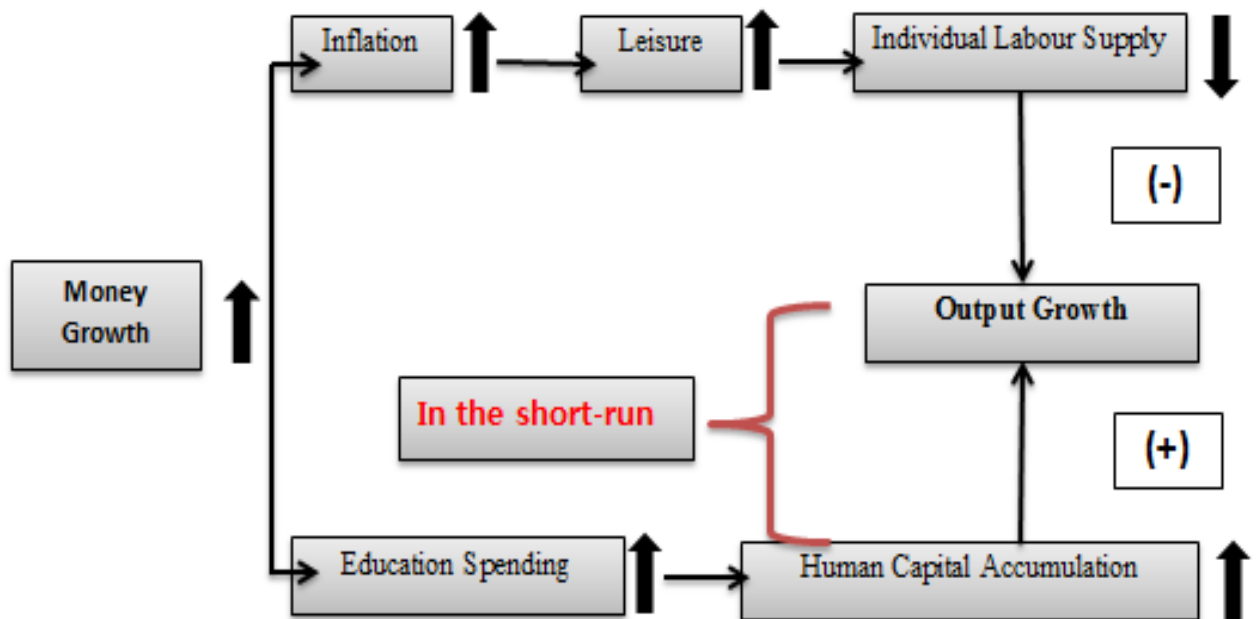 Inflation
Leisure
Individual Labour Supply
(-)
Money
Growth
Output Growth
In the short-run
(+)
Education Spending
Human Capital Accumulation